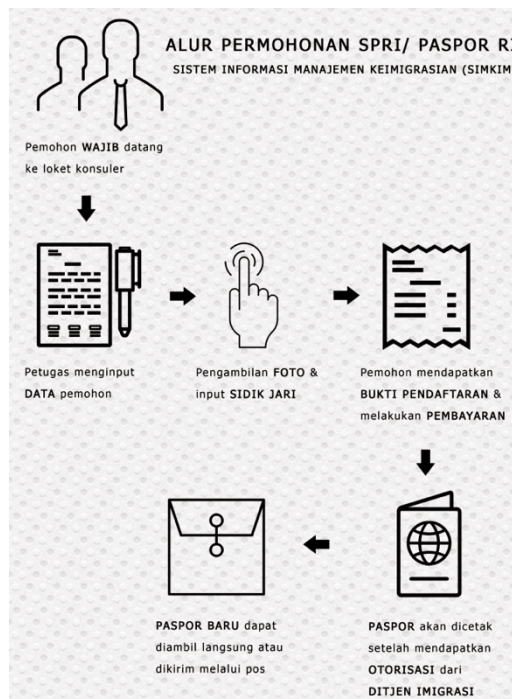 ALUR PERMOHONAN SPRI/ PASPOR RI
SISTEM INFORMASI MANAJEMEN KEIMIGRASIAN (SIMKIM
Pemohon WAJIB datang
ke loket konsuler
Petugas menginput
DATA pemohon
Pengambilan FOTO &
input SIDIK JARI
Pemohon mendapatkan
BUKTI PENDAFTARAN &
melakukan PEMBAYARAN
PASPOR BARU dapat
diambil langsung atau
dikirim melalui pos
PASPOR akan dicetak
setelah mendapatkan
OTORISASI dari
DITJEN IMIGRASI